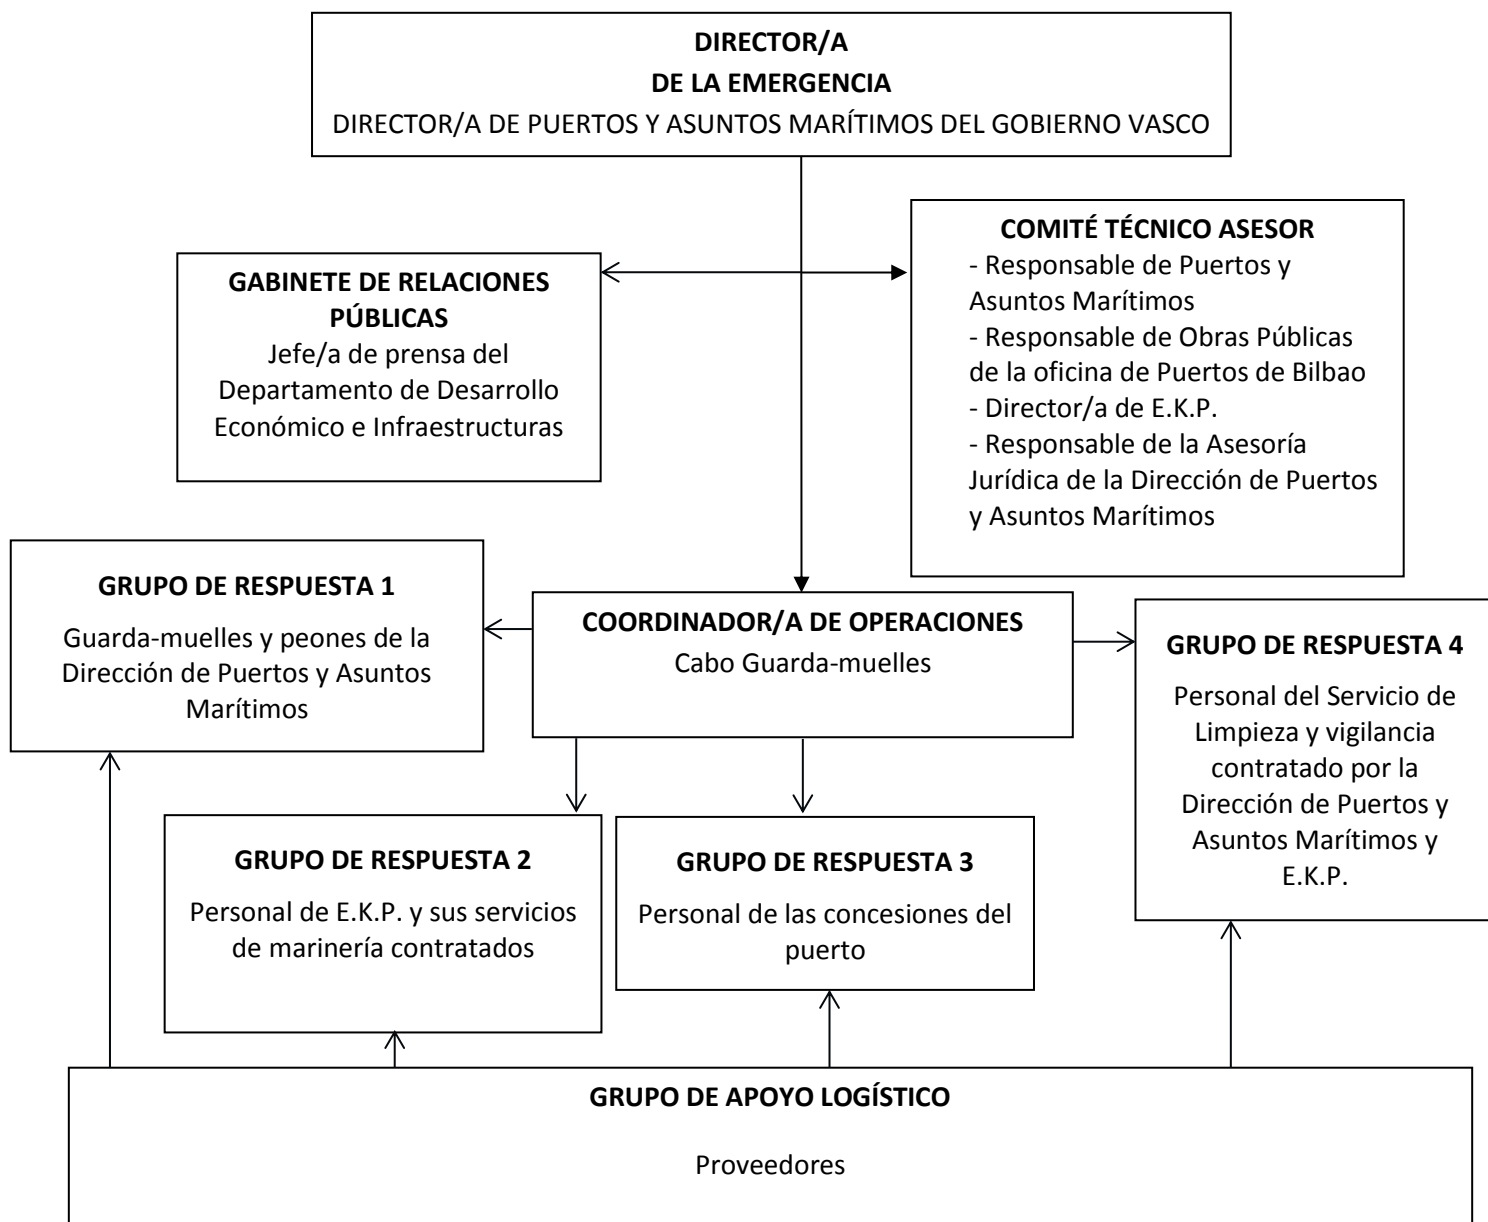 DIRECTOR/A
DE LA EMERGENCIA
DIRECTOR/A DE PUERTOS Y ASUNTOS MARÍTIMOS DEL GOBIERNO VASCO
COMITÉ TÉCNICO ASESOR
- Responsable de Puertos y
Asuntos Marítimos
- Responsable de Obras Públicas
de la oficina de Puertos de Bilbao
- Director/a de E.K.P.
- Responsable de la Asesoría
Jurídica de la Dirección de Puertos
y Asuntos Marítimos
GABINETE DE RELACIONES
PÚBLICAS
Jefe/a de prensa del
Departamento de Desarrollo
Económico e Infraestructuras
GRUPO DE RESPUESTA 1
Guarda-muelles y peones de la
Dirección de Puertos y Asuntos
Marítimos
COORDINADOR/A DE OPERACIONES
Cabo Guarda-muelles
GRUPO DE RESPUESTA 4
Personal del Servicio de
Limpieza y vigilancia
contratado por la
Dirección de Puertos y
Asuntos Marítimos y
E.K.P.
GRUPO DE RESPUESTA 2
Personal de E.K.P. y sus servicios
de marinería contratados
GRUPO DE RESPUESTA 3
Personal de las concesiones del
puerto
GRUPO DE APOYO LOGÍSTICO
Proveedores